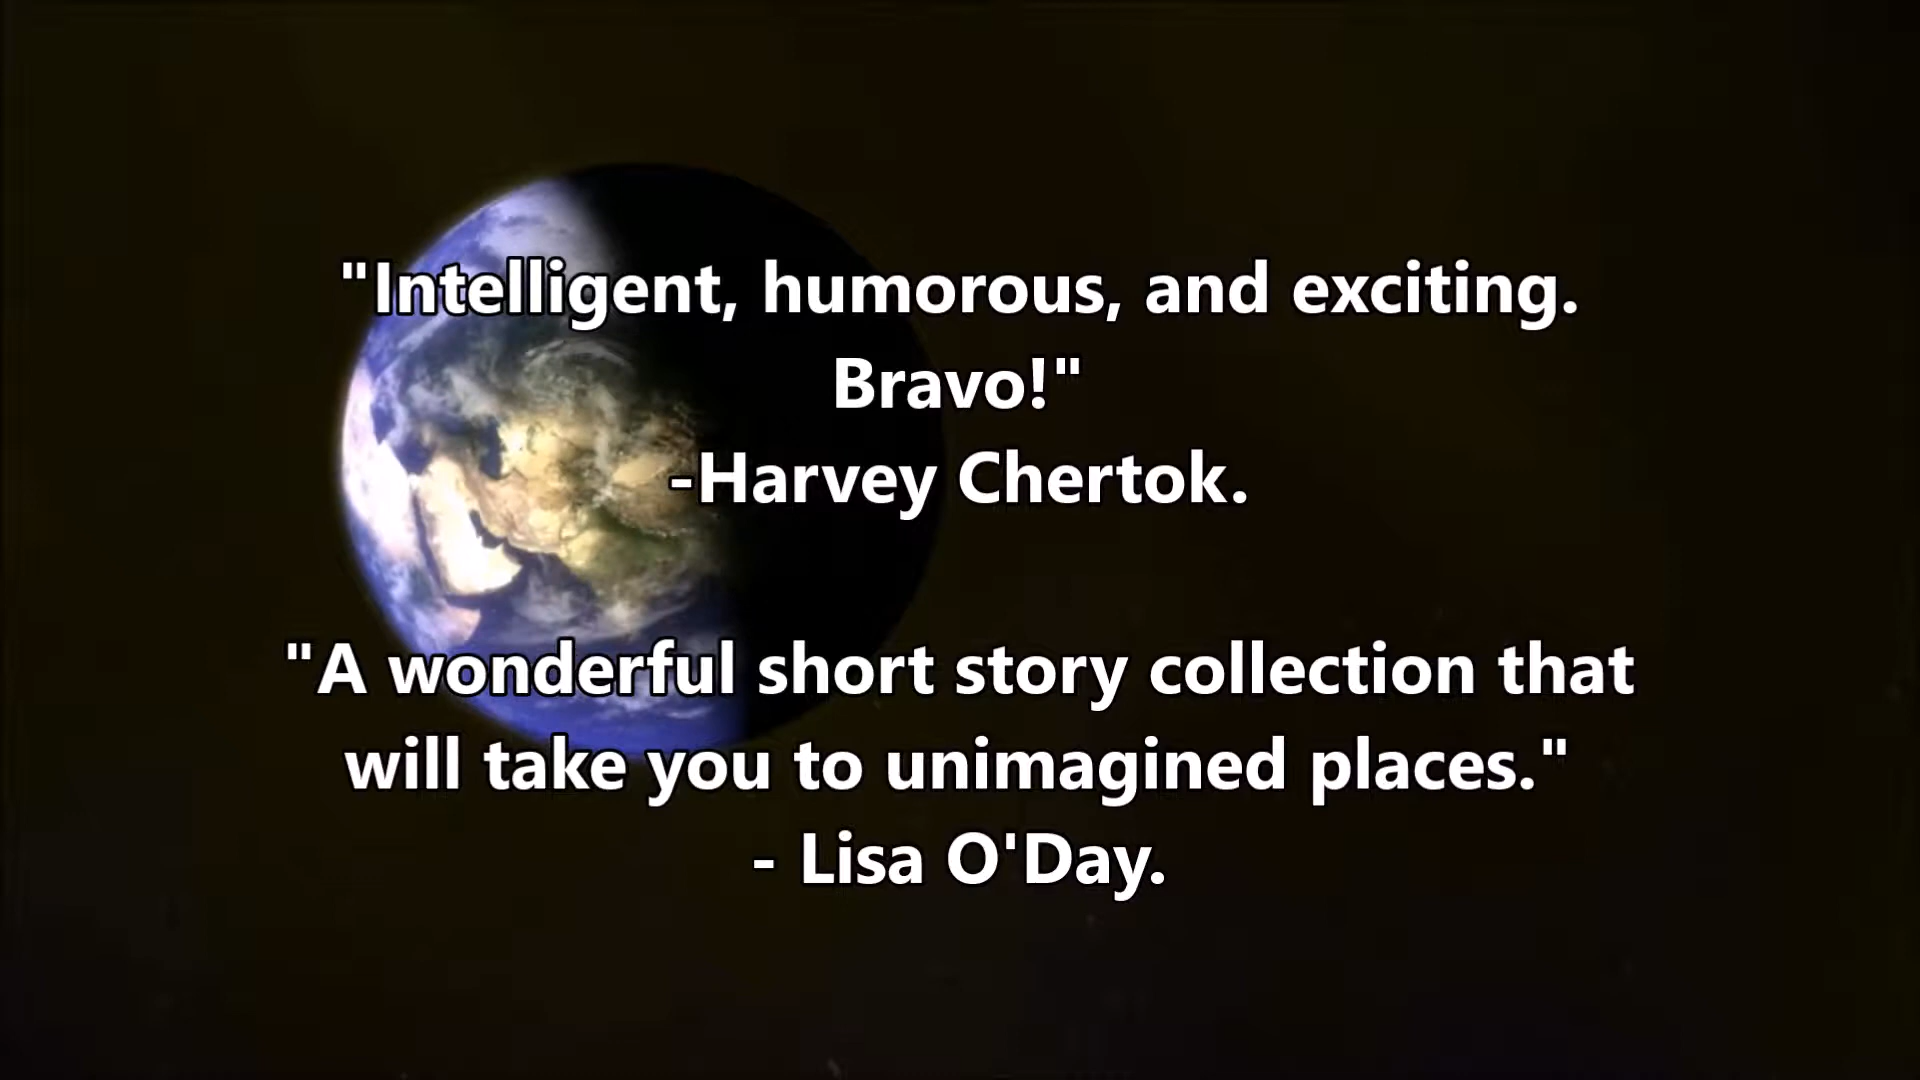 "Intelligent, humorous, and exciting.
Bravo!"
-Harvey Chertok.
"A wonderful short story collection that
will take you to unimagined places."
- Lisa O'Day.